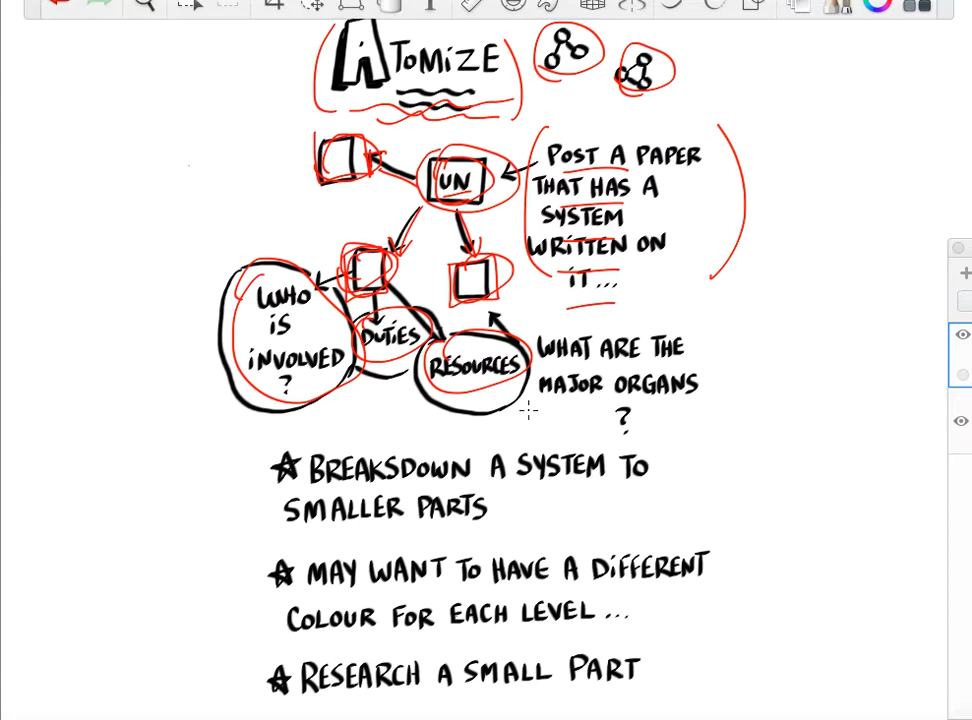 ATOMIZE
UN
POST A PAPER
THAT HAS A
SYSTEM
WRITTEN ON
iT...
WHO
iS
iNVOLVED
?
DUTiES
RESOURCES
WHAT ARE THE
MAJOR ORGANS
?
☆ BREAKSDOWN A SYSTEM TO
SMALLER PARTS
☆ MAY WANT TO HAVE A DiFFERENT
COLOUR FOR EACH LEVEL...
☆ RESEARCH A SMALL PART